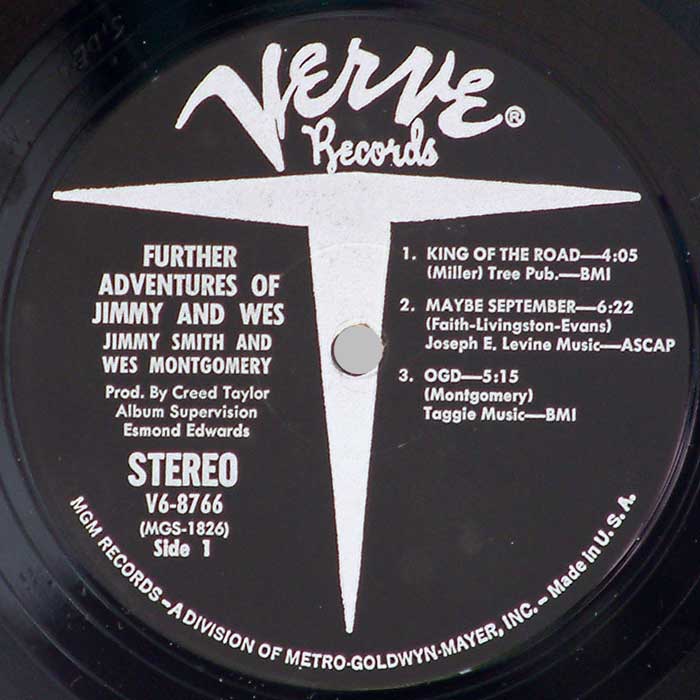 Verve®
Records
FURTHER
ADVENTURES OF
JIMMY AND WES
JIMMY SMITH AND
WES MONTGOMERY
Prod. By Creed Taylor
Album Supervision
Esmond Edwards
STEREO
V6-8766
(MGS-1826)
Side 1
1. KING OF THE ROAD—4:05
(Miller) Tree Pub.—BMI
2. MAYBE SEPTEMBER—6:22
(Faith-Livingston-Evans)
Joseph E. Levine Music—ASCAP
3. OGD—5:15
(Montgomery)
Taggie Music—BMI
MGM RECORDS – A DIVISION OF METRO-GOLDWYN-MAYER, INC. – Made in U.S.A.
SIDE